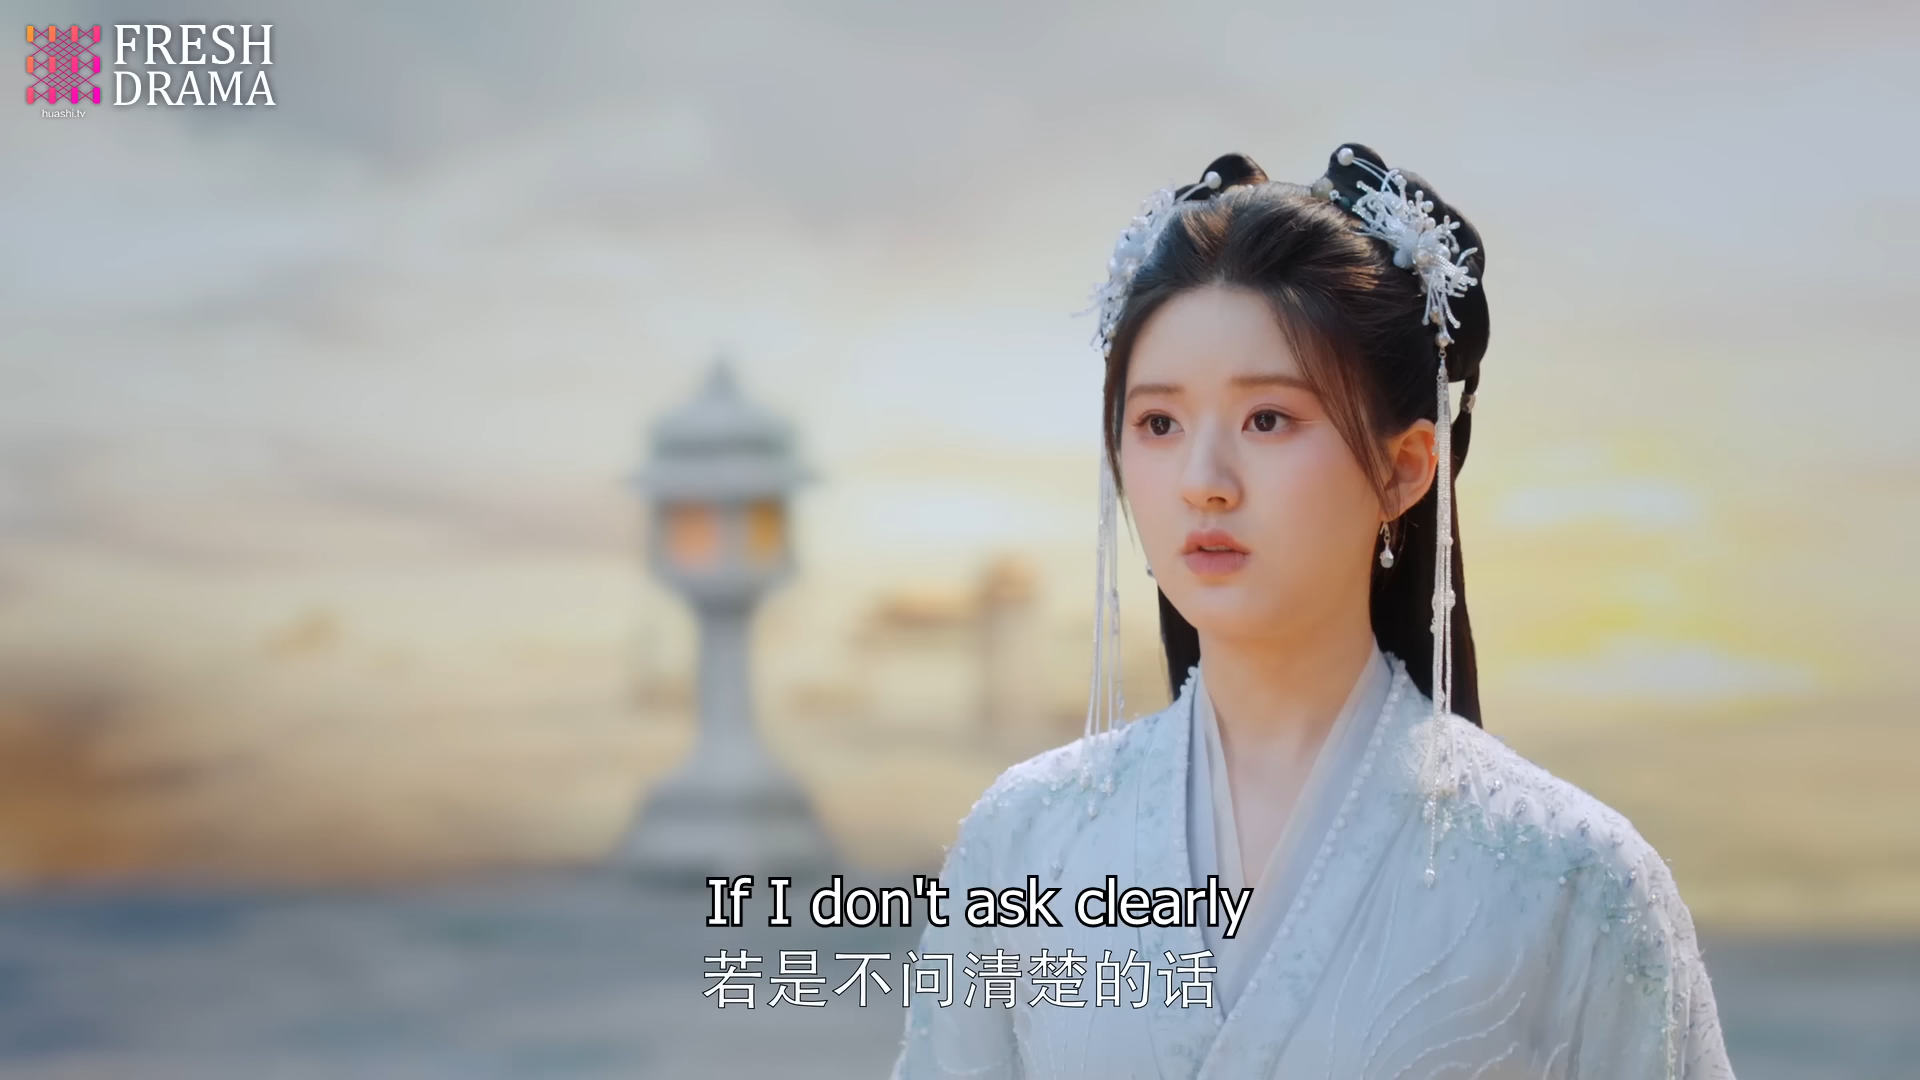 FRESH
DRAMA
huashi.tv
If I don't ask clearly
若是不问清楚的话